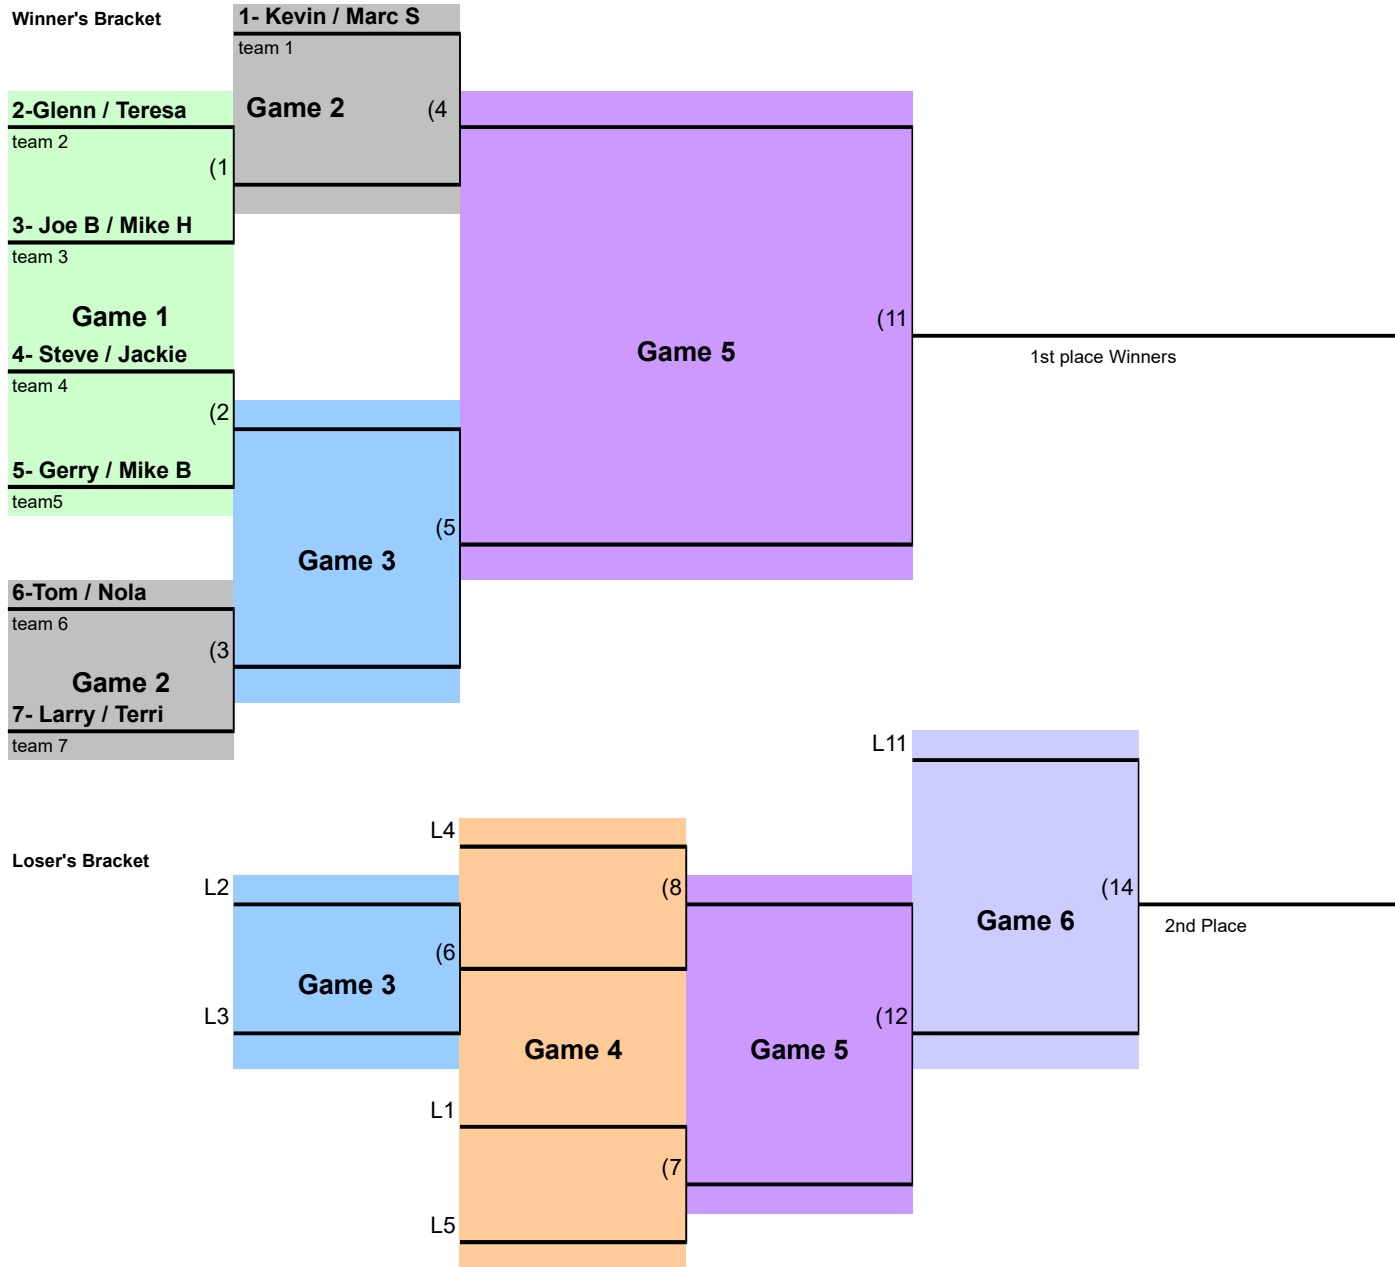 Winner's Bracket
1- Kevin / Marc S
team 1
Game 2
(4
2-Glenn / Teresa
team 2
(1
3- Joe B / Mike H
team 3
Game 1
4- Steve / Jackie
team 4
(2
5- Gerry / Mike B
team5
(11
Game 5
1st place Winners
(5
Game 3
6-Tom / Nola
team 6
(3
Game 2
7- Larry / Terri
team 7
L11
L4
Loser's Bracket
L2
(8
(14
Game 6
2nd Place
(6
Game 3
L3
(12
Game 4
Game 5
L1
(7
L5